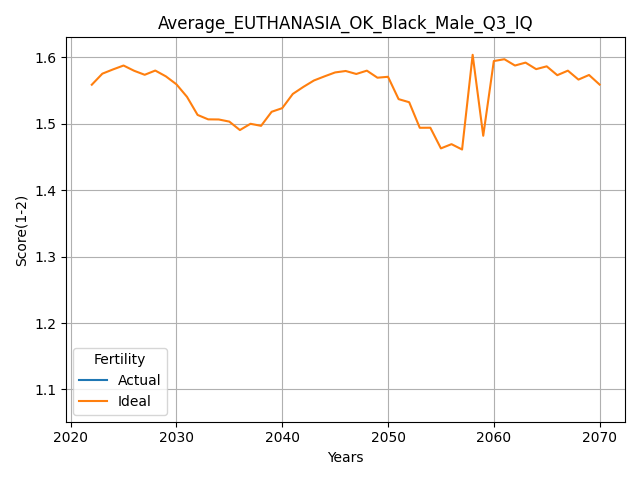 Average_EUTHANASIA_OK_Black_Male_Q3_IQ
Score(1-2)
1.6
1.5
1.4
1.3
1.2
1.1
Fertility
Actual
Ideal
2020 2030 2040 2050 2060 2070
Years